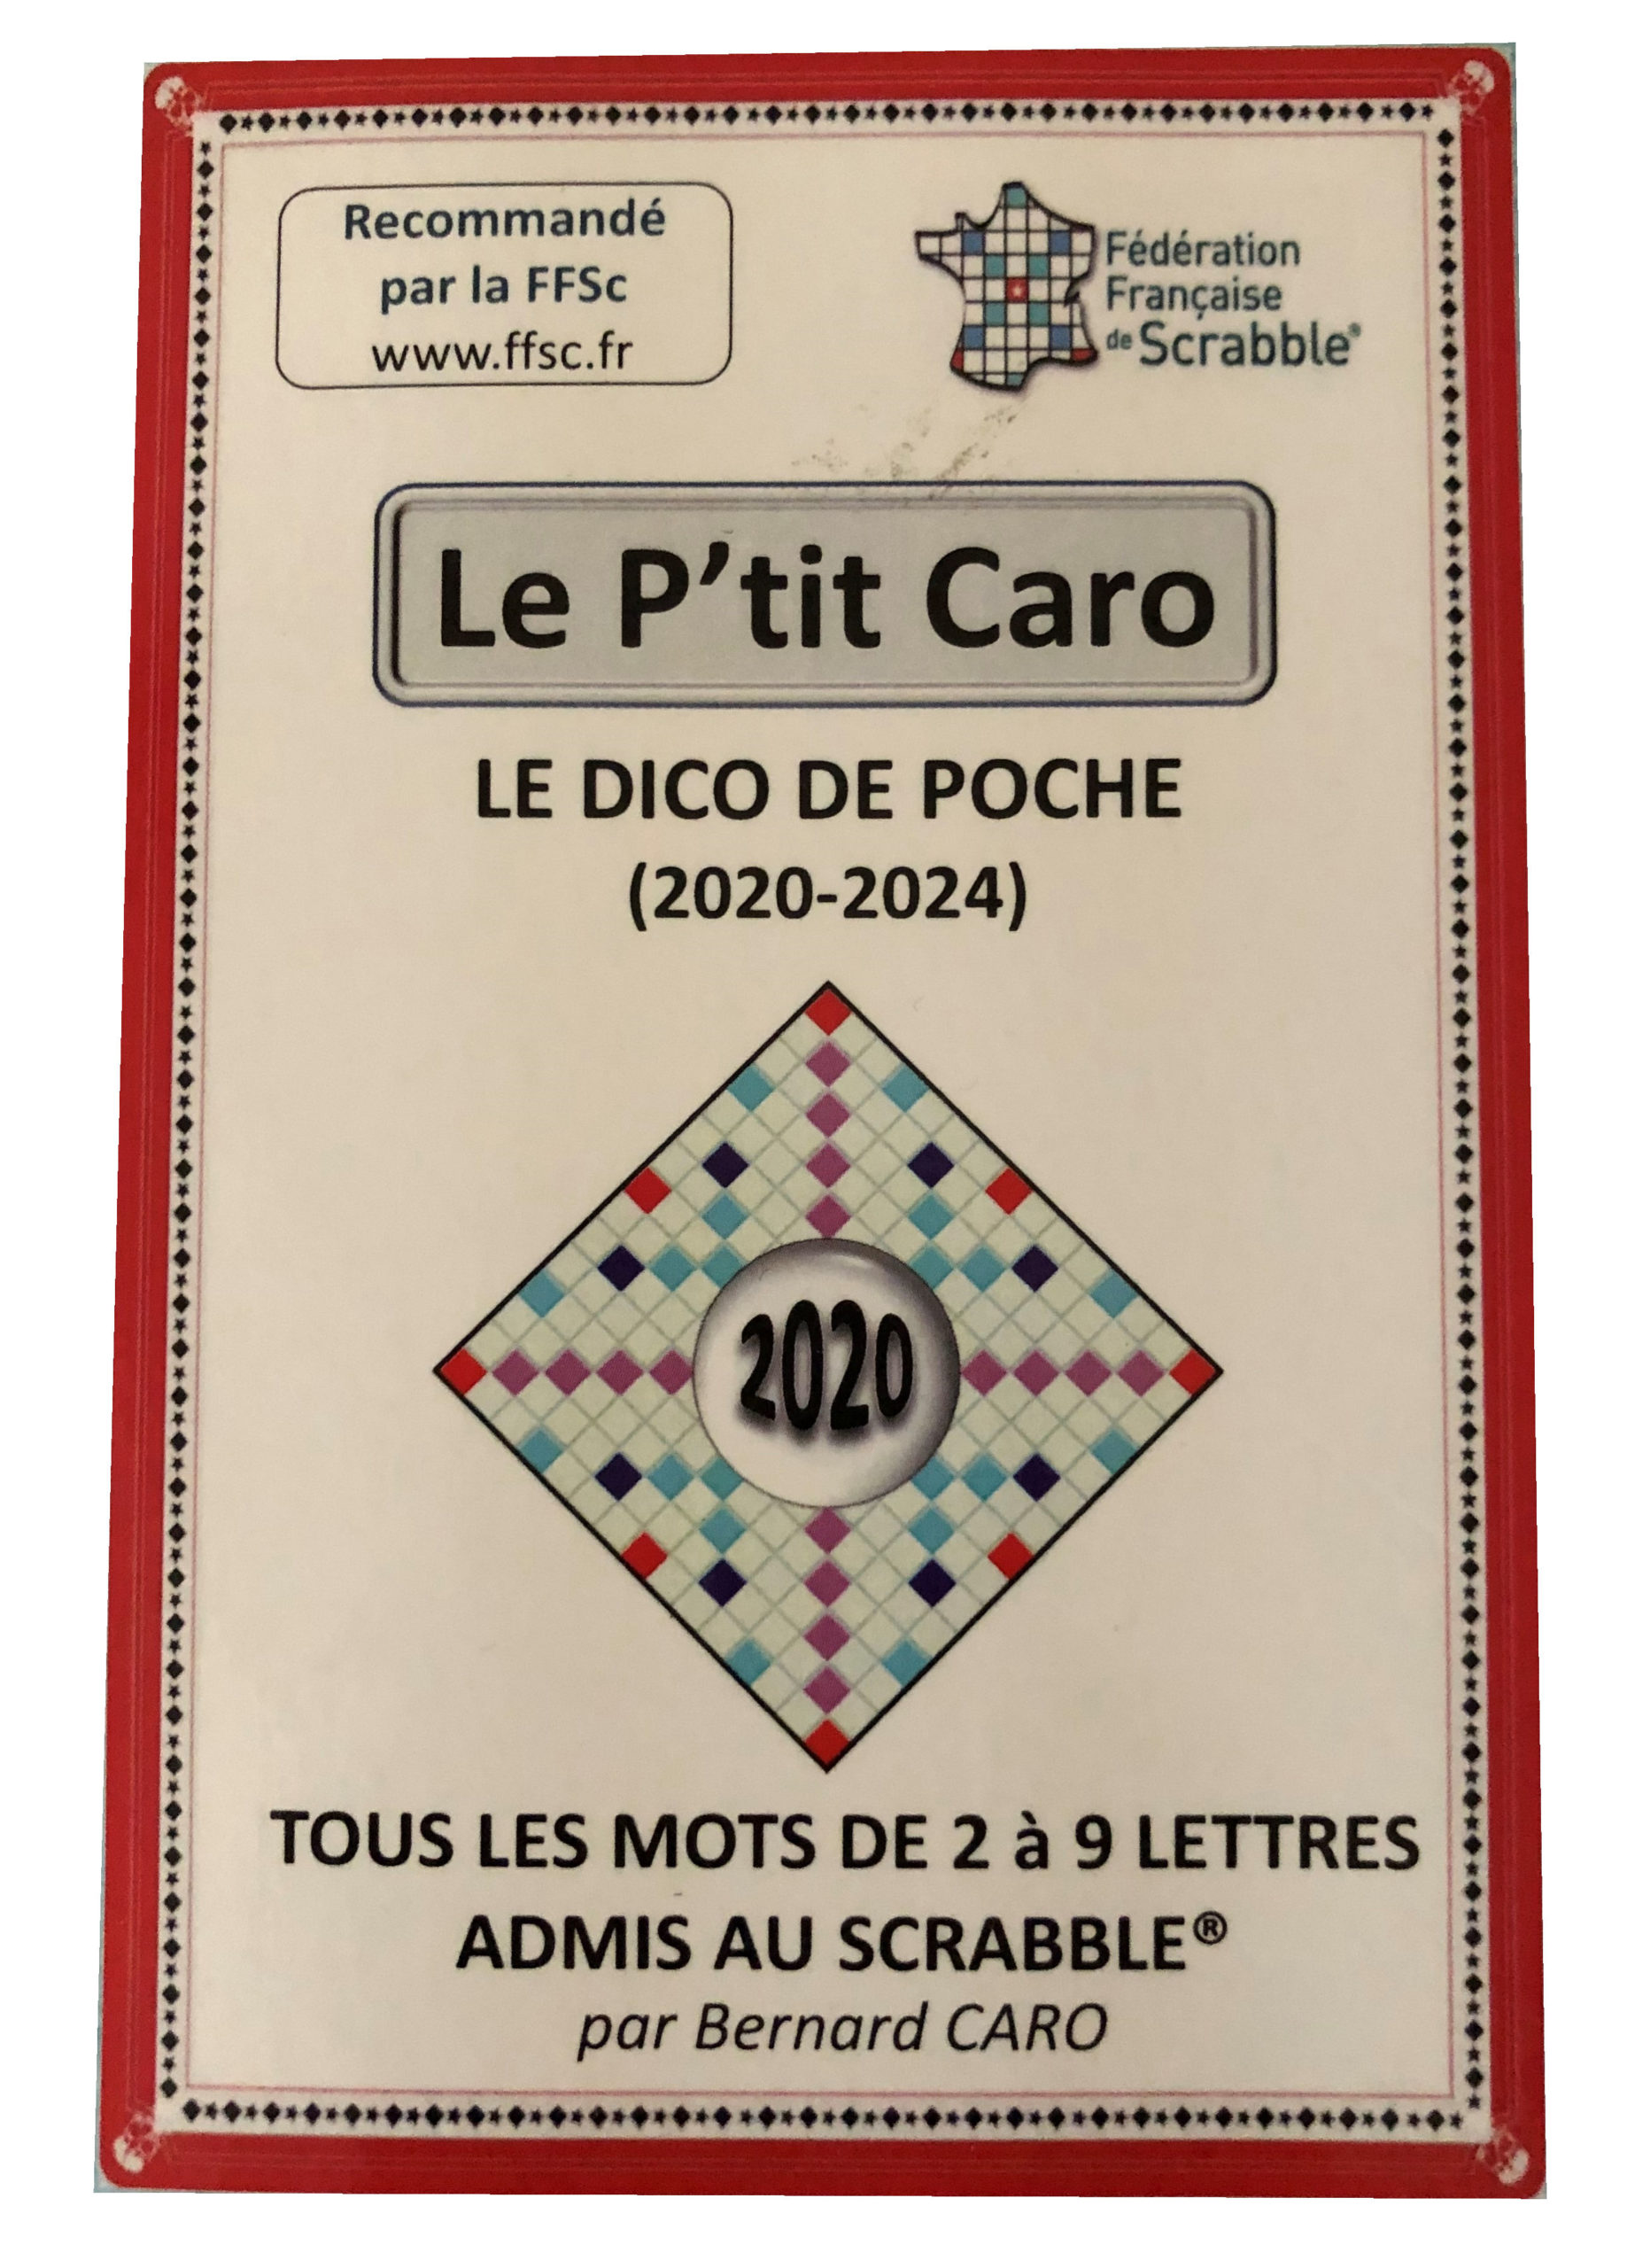 Recommandé
par la FFSc
www.ffsc.fr
Fédération
Française
de Scrabble®
Le P’tit Caro
LE DICO DE POCHE
(2020-2024)
2020
TOUS LES MOTS DE 2 à 9 LETTRES
ADMIS AU SCRABBLE®
par Bernard CARO